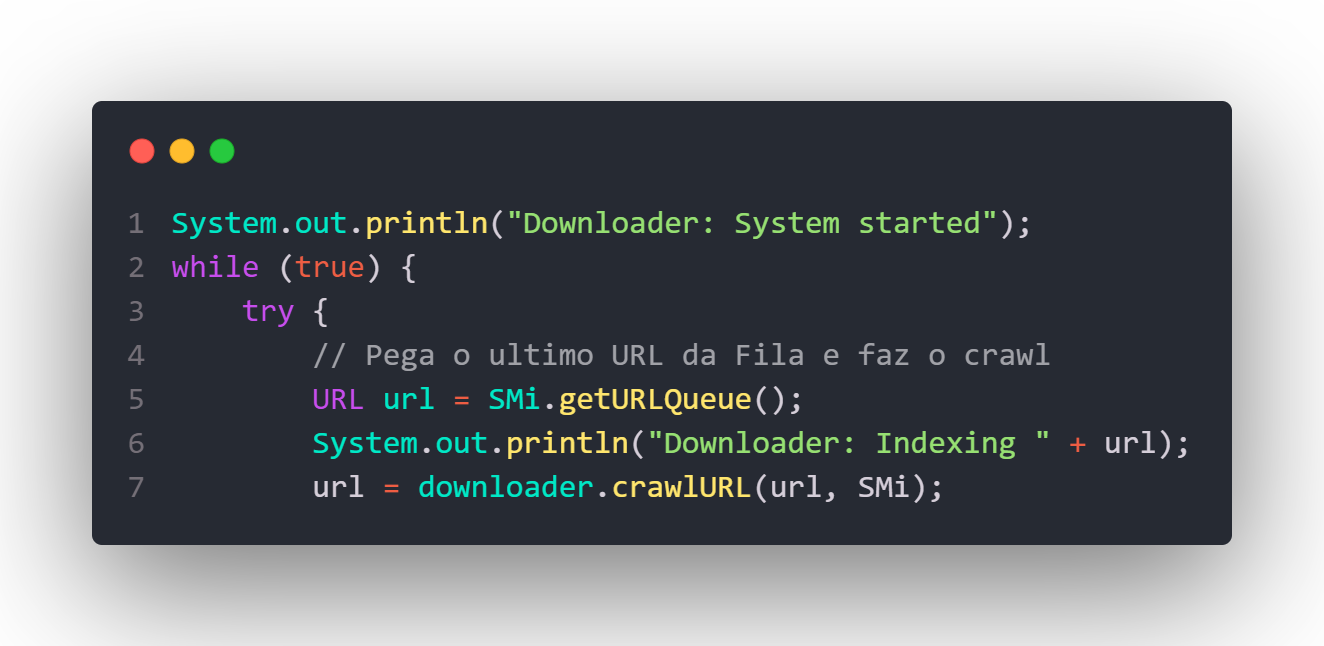 1 System.out.println("Downloader: System started");
2 while (true) {
3     try {
4         // Pega o ultimo URL da Fila e faz o crawl
5         URL url = SMi.getURLQueue();
6         System.out.println("Downloader: Indexing " + url);
7         url = downloader.crawlURL(url, SMi);